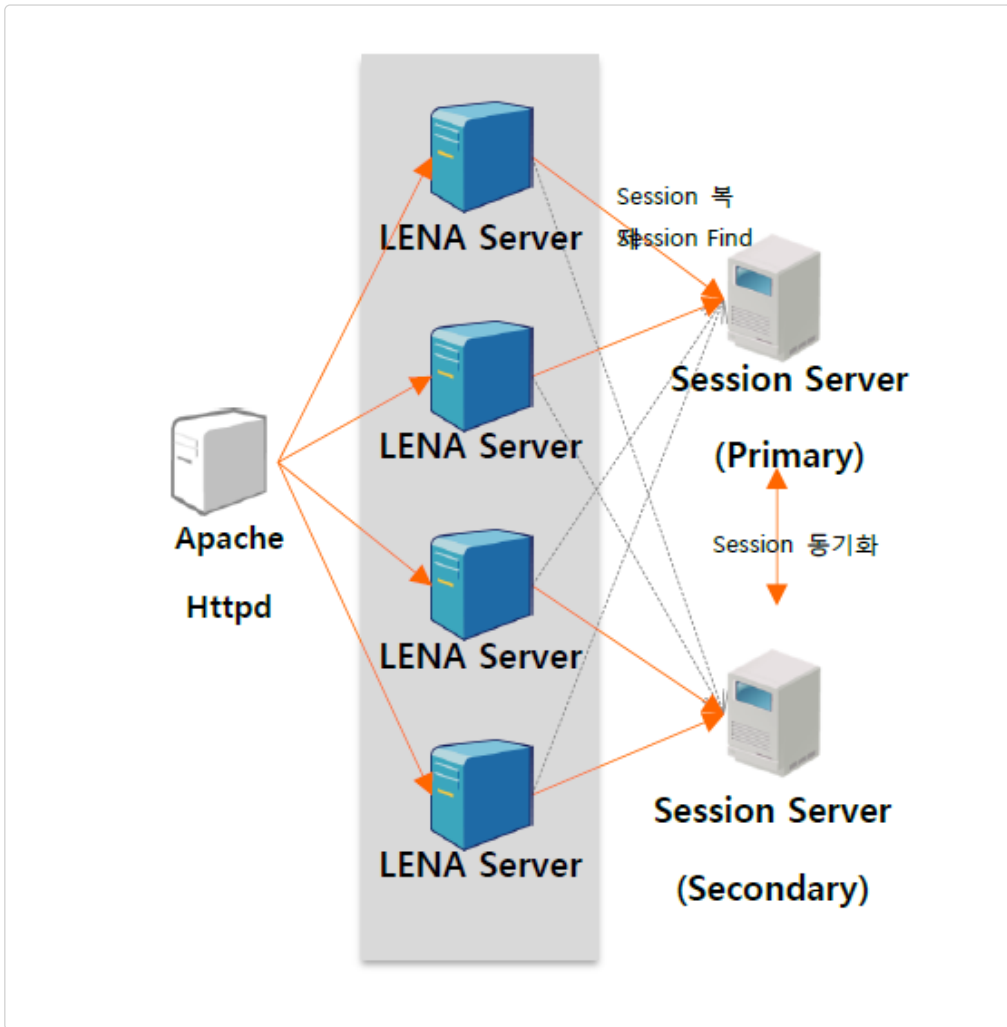 LENA Server
Session 복
제
Session Find
LENA Server
Session Server
(Primary)
Apache
Httpd
Session 동기화
LENA Server
Session Server
(Secondary)
LENA Server